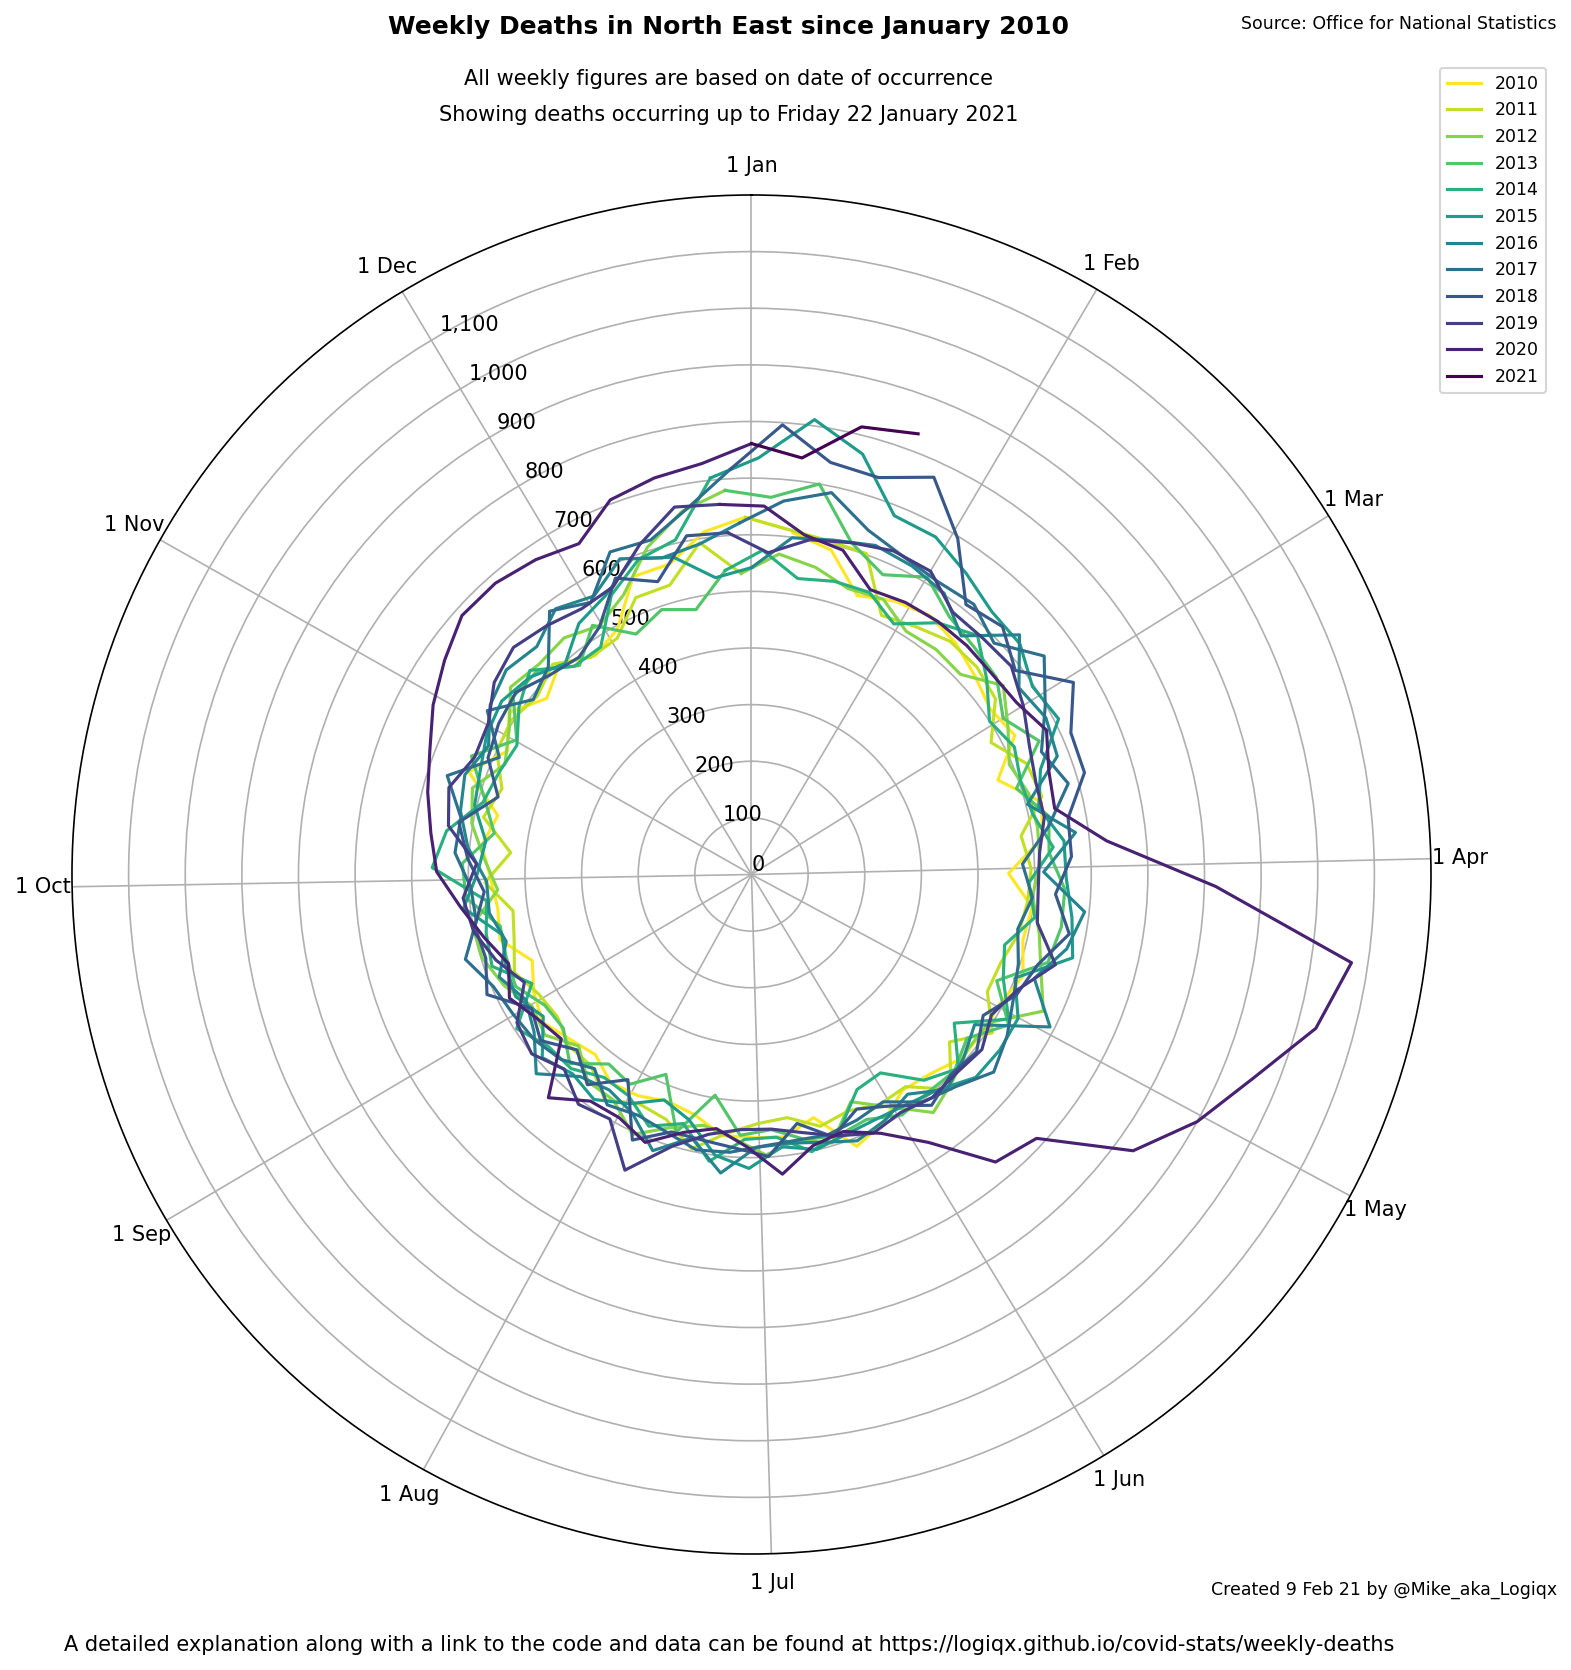 Weekly Deaths in North East since January 2010
Source: Office for National Statistics
All weekly figures are based on date of occurrence
Showing deaths occurring up to Friday 22 January 2021
2010
2011
2012
2013
2014
2015
2016
2017
2018
2019
2020
2021
1 Jan
1 Feb
1 Mar
1 Apr
1 May
1 Jun
1 Jul
1 Aug
1 Sep
1 Oct
1 Nov
1 Dec
1,100
1,000
900
800
700
600
500
400
300
200
100
0
Created 9 Feb 21 by @Mike_aka_Logiqx
A detailed explanation along with a link to the code and data can be found at https://logiqx.github.io/covid-stats/weekly-deaths